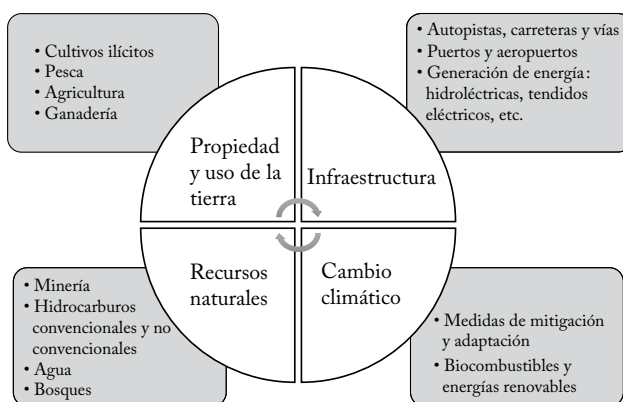 • Cultivos ilícitos
• Pesca
• Agricultura
• Ganadería
• Autopistas, carreteras y vías
• Puertos y aeropuertos
• Generación de energía:
hidroléctricas, tendidos
eléctricos, etc.
Propiedad
y uso de la
tierra
Infraestructura
Recursos
naturales
Cambio
climático
• Minería
• Hidrocarburos
convencionales y no
convencionales
• Agua
• Bosques
• Medidas de mitigación
y adaptación
• Biocombustibles y
energías renovables